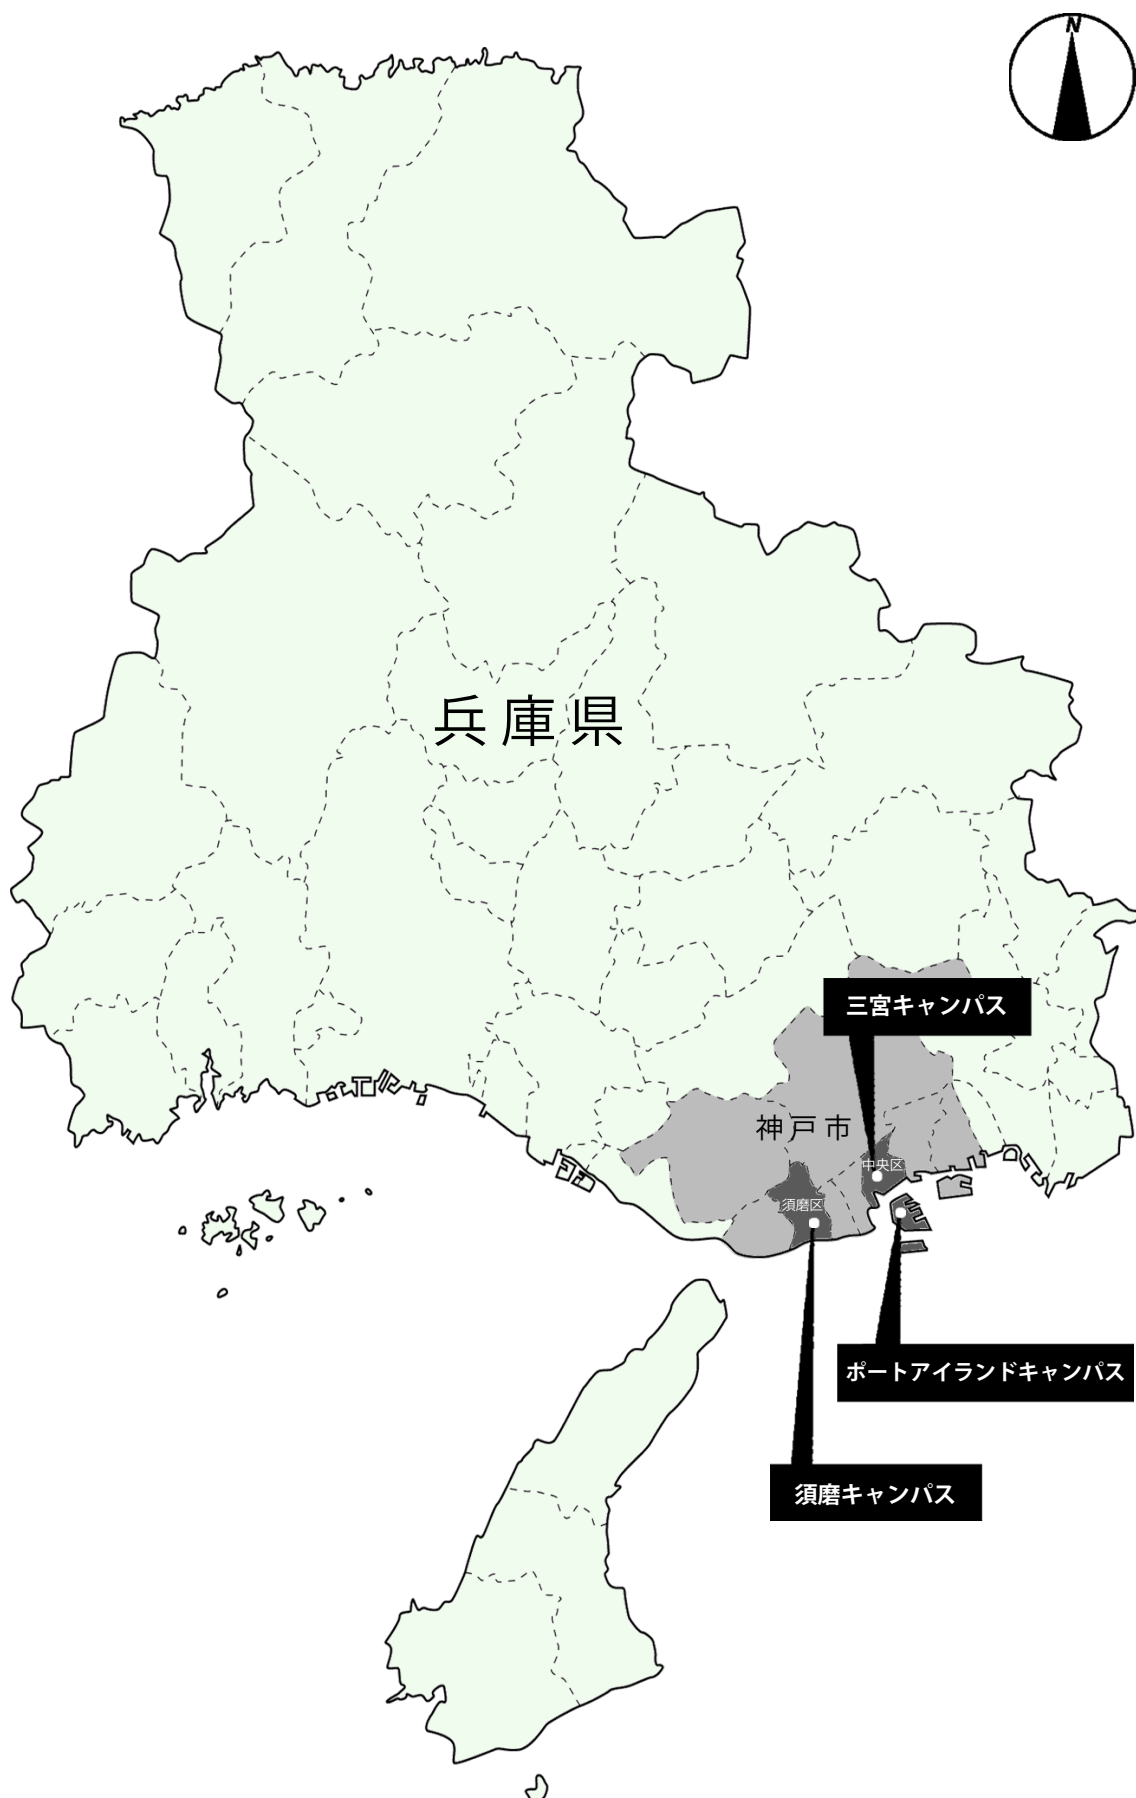 N
兵庫県
三宮キャンパス
神戸市
中央区
須磨区
ポートアイランドキャンパス
須磨キャンパス